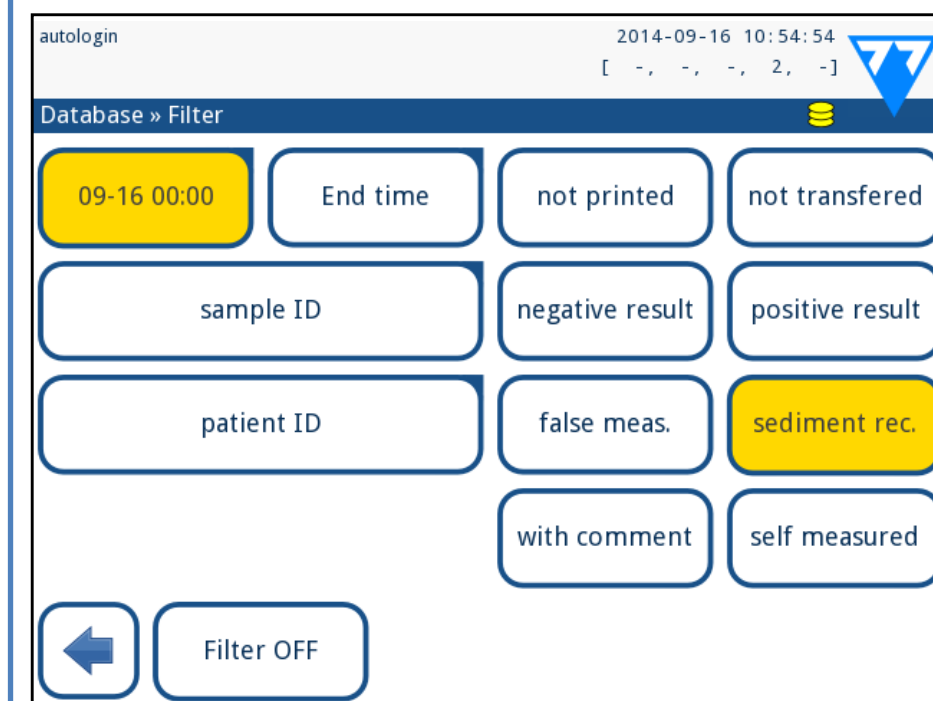 autologin
2014-09-16 10:54:54
[ -, -, -, 2, -]
Database » Filter
09-16 00:00
End time
not printed
not transfered
sample ID
negative result
positive result
patient ID
false meas.
sediment rec.
with comment
self measured
Filter OFF